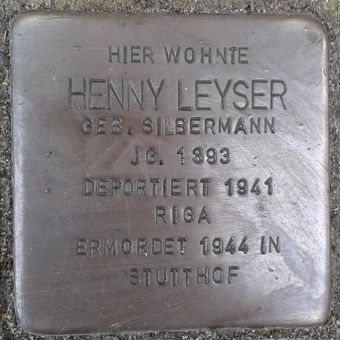 HIER WOHNTE
HENNY LEYSER
GEB. SILBERMANN
JG. 1893
DEPORTIERT 1941
RIGA
ERMORDET 1944 IN
STUTTHOF